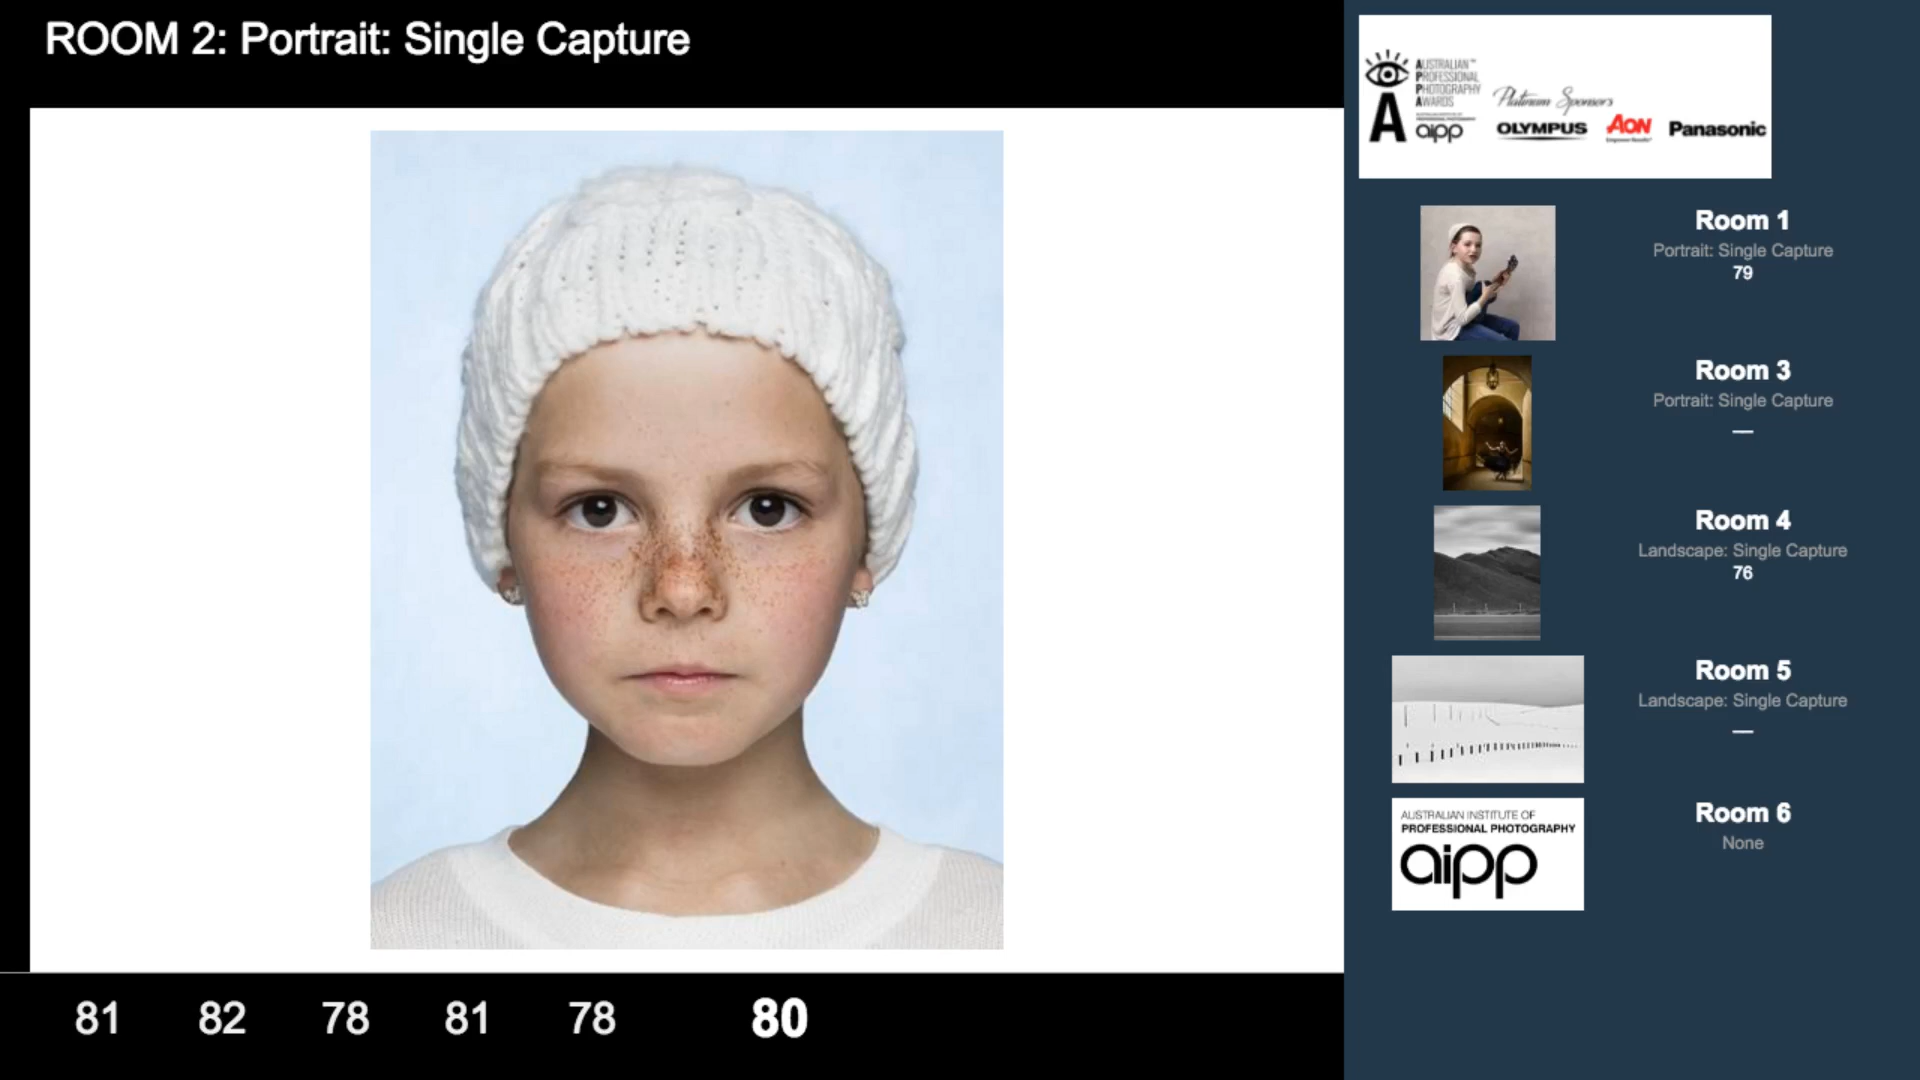 ROOM 2: Portrait: Single Capture
AUSTRALIAN™
PROFESSIONAL
PHOTOGRAPHY
AWARDS
A
aipp
Platinum Sponsors
OLYMPUS AON Panasonic
Room 1
Portrait: Single Capture
79
Room 3
Portrait: Single Capture
—
Room 4
Landscape: Single Capture
76
Room 5
Landscape: Single Capture
—
AUSTRALIAN INSTITUTE OF
PROFESSIONAL PHOTOGRAPHY
aipp
Room 6
None
81 82 78 81 78 80